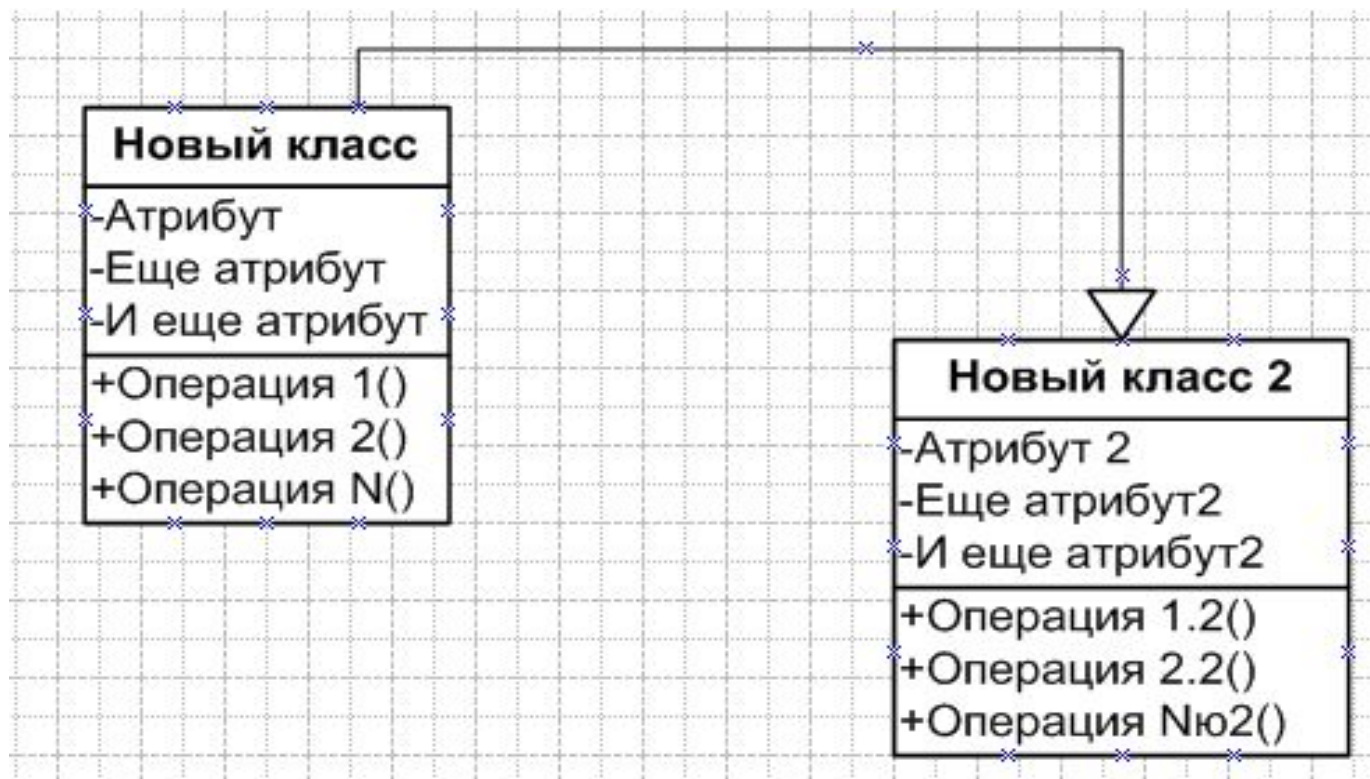 Новый класс
-Атрибут
-Еще атрибут
-И еще атрибут
+Операция 1()
+Операция 2()
+Операция N()
Новый класс 2
-Атрибут 2
-Еще атрибут2
-И еще атрибут2
+Операция 1.2()
+Операция 2.2()
+Операция Nю2()